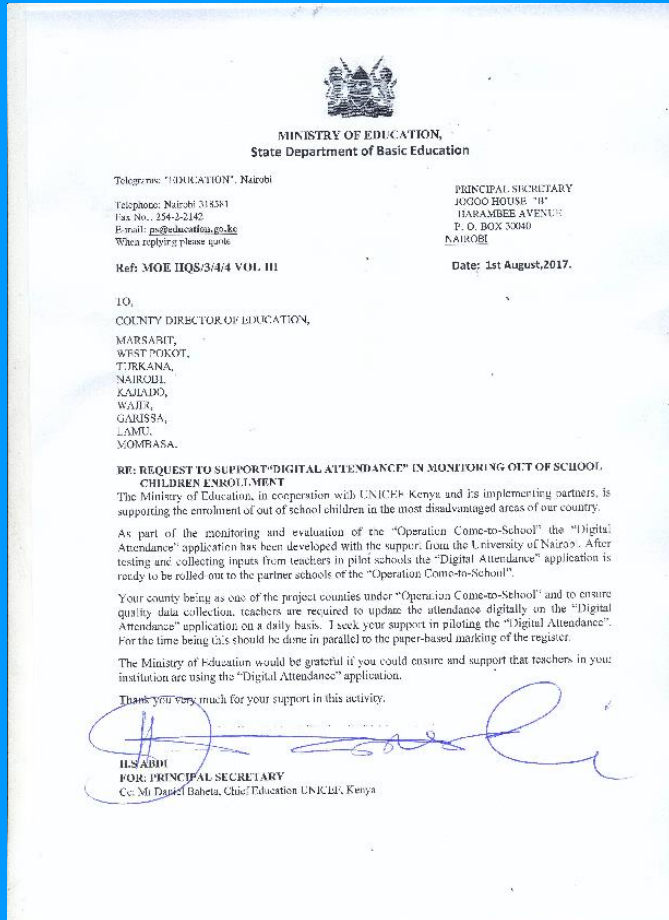 MINISTRY OF EDUCATION,
State Department of Basic Education
Telegrams: "EDUCATION", Nairobi
Telephone: Nairobi 318581
Fax No.: 254-2-2142
E-mail: ps@education.go.ke
When replying please quote
PRINCIPAL SECRETARY
JOGOO HOUSE "B"
HARAMBEE AVENUE
P. O. BOX 30040
NAIROBI
Ref: MOE HQS/3/4/4 VOL III
Date: 1st August,2017.
TO,
COUNTY DIRECTOR OF EDUCATION,
MARSABIT,
WEST POKOT,
TURKANA,
NAIROBI,
KAJIADO,
WAJIR,
GARISSA,
LAMU,
MOMBASA.
RE: REQUEST TO SUPPORT"DIGITAL ATTENDANCE" IN MONITORING OUT OF SCHOOL
CHILDREN ENROLLMENT
The Ministry of Education, in cooperation with UNICEF Kenya and its implementing partners, is
supporting the enrolment of out of school children in the most disadvantaged areas of our country.
As part of the monitoring and evaluation of the "Operation Come-to-School" the "Digital
Attendance" application has been developed with the support from the University of Nairobi. After
testing and collecting inputs from teachers in pilot schools the "Digital Attendance" application is
ready to be rolled-out to the partner schools of the "Operation Come-to-School".
Your county being as one of the project counties under "Operation Come-to-School" and to ensure
quality data collection, teachers are required to update the attendance digitally on the "Digital
Attendance" application on a daily basis. I seek your support in piloting the "Digital Attendance".
For the time being this should be done in parallel to the paper-based marking of the register.
The Ministry of Education would be grateful if you could ensure and support that teachers in your
institution are using the "Digital Attendance" application.
Thank you very much for your support in this activity.
H.S ABDI
FOR: PRINCIPAL SECRETARY
Cc: Mr Daniel Baheta, Chief Education UNICEF, Kenya